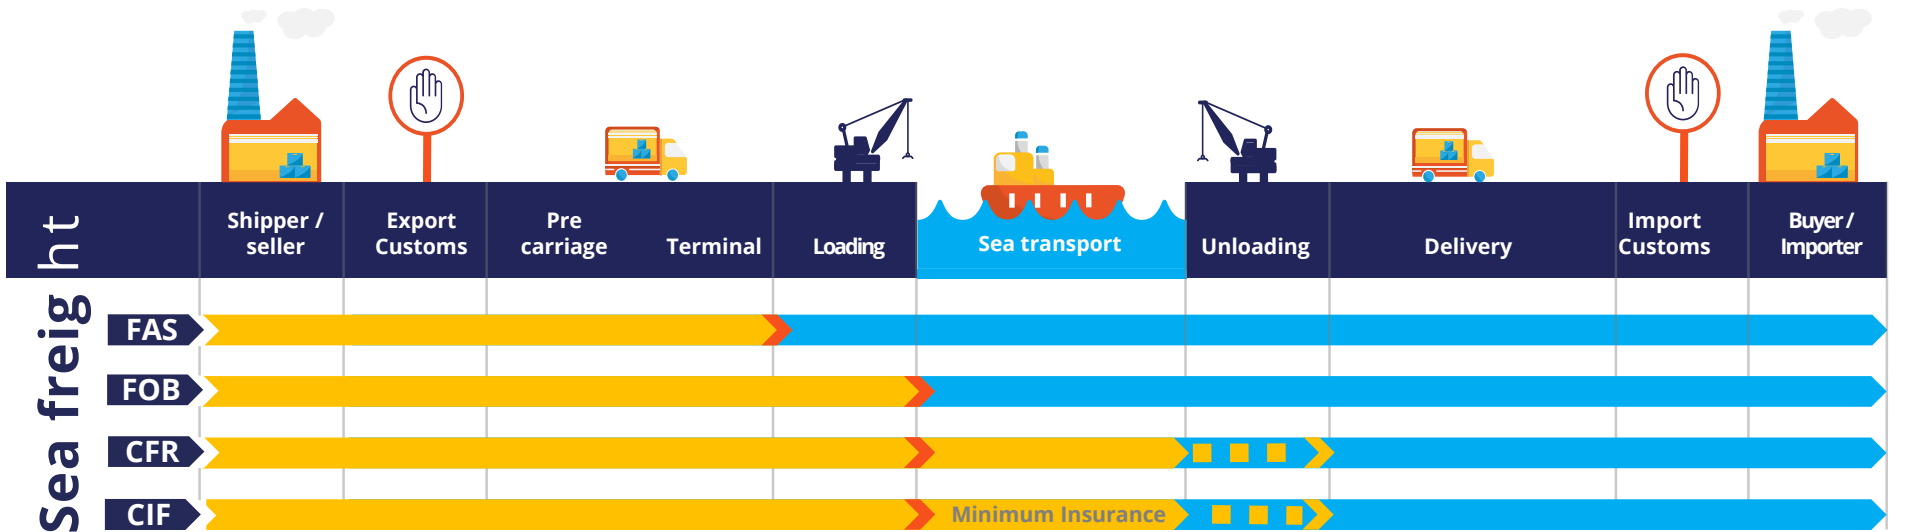 Shipper /
seller
Export
Customs
Pre
carriage
Terminal
Loading
Sea transport
Unloading
Delivery
Import
Customs
Buyer /
Importer
Sea freight
FAS
FOB
CFR
CIF
Minimum Insurance